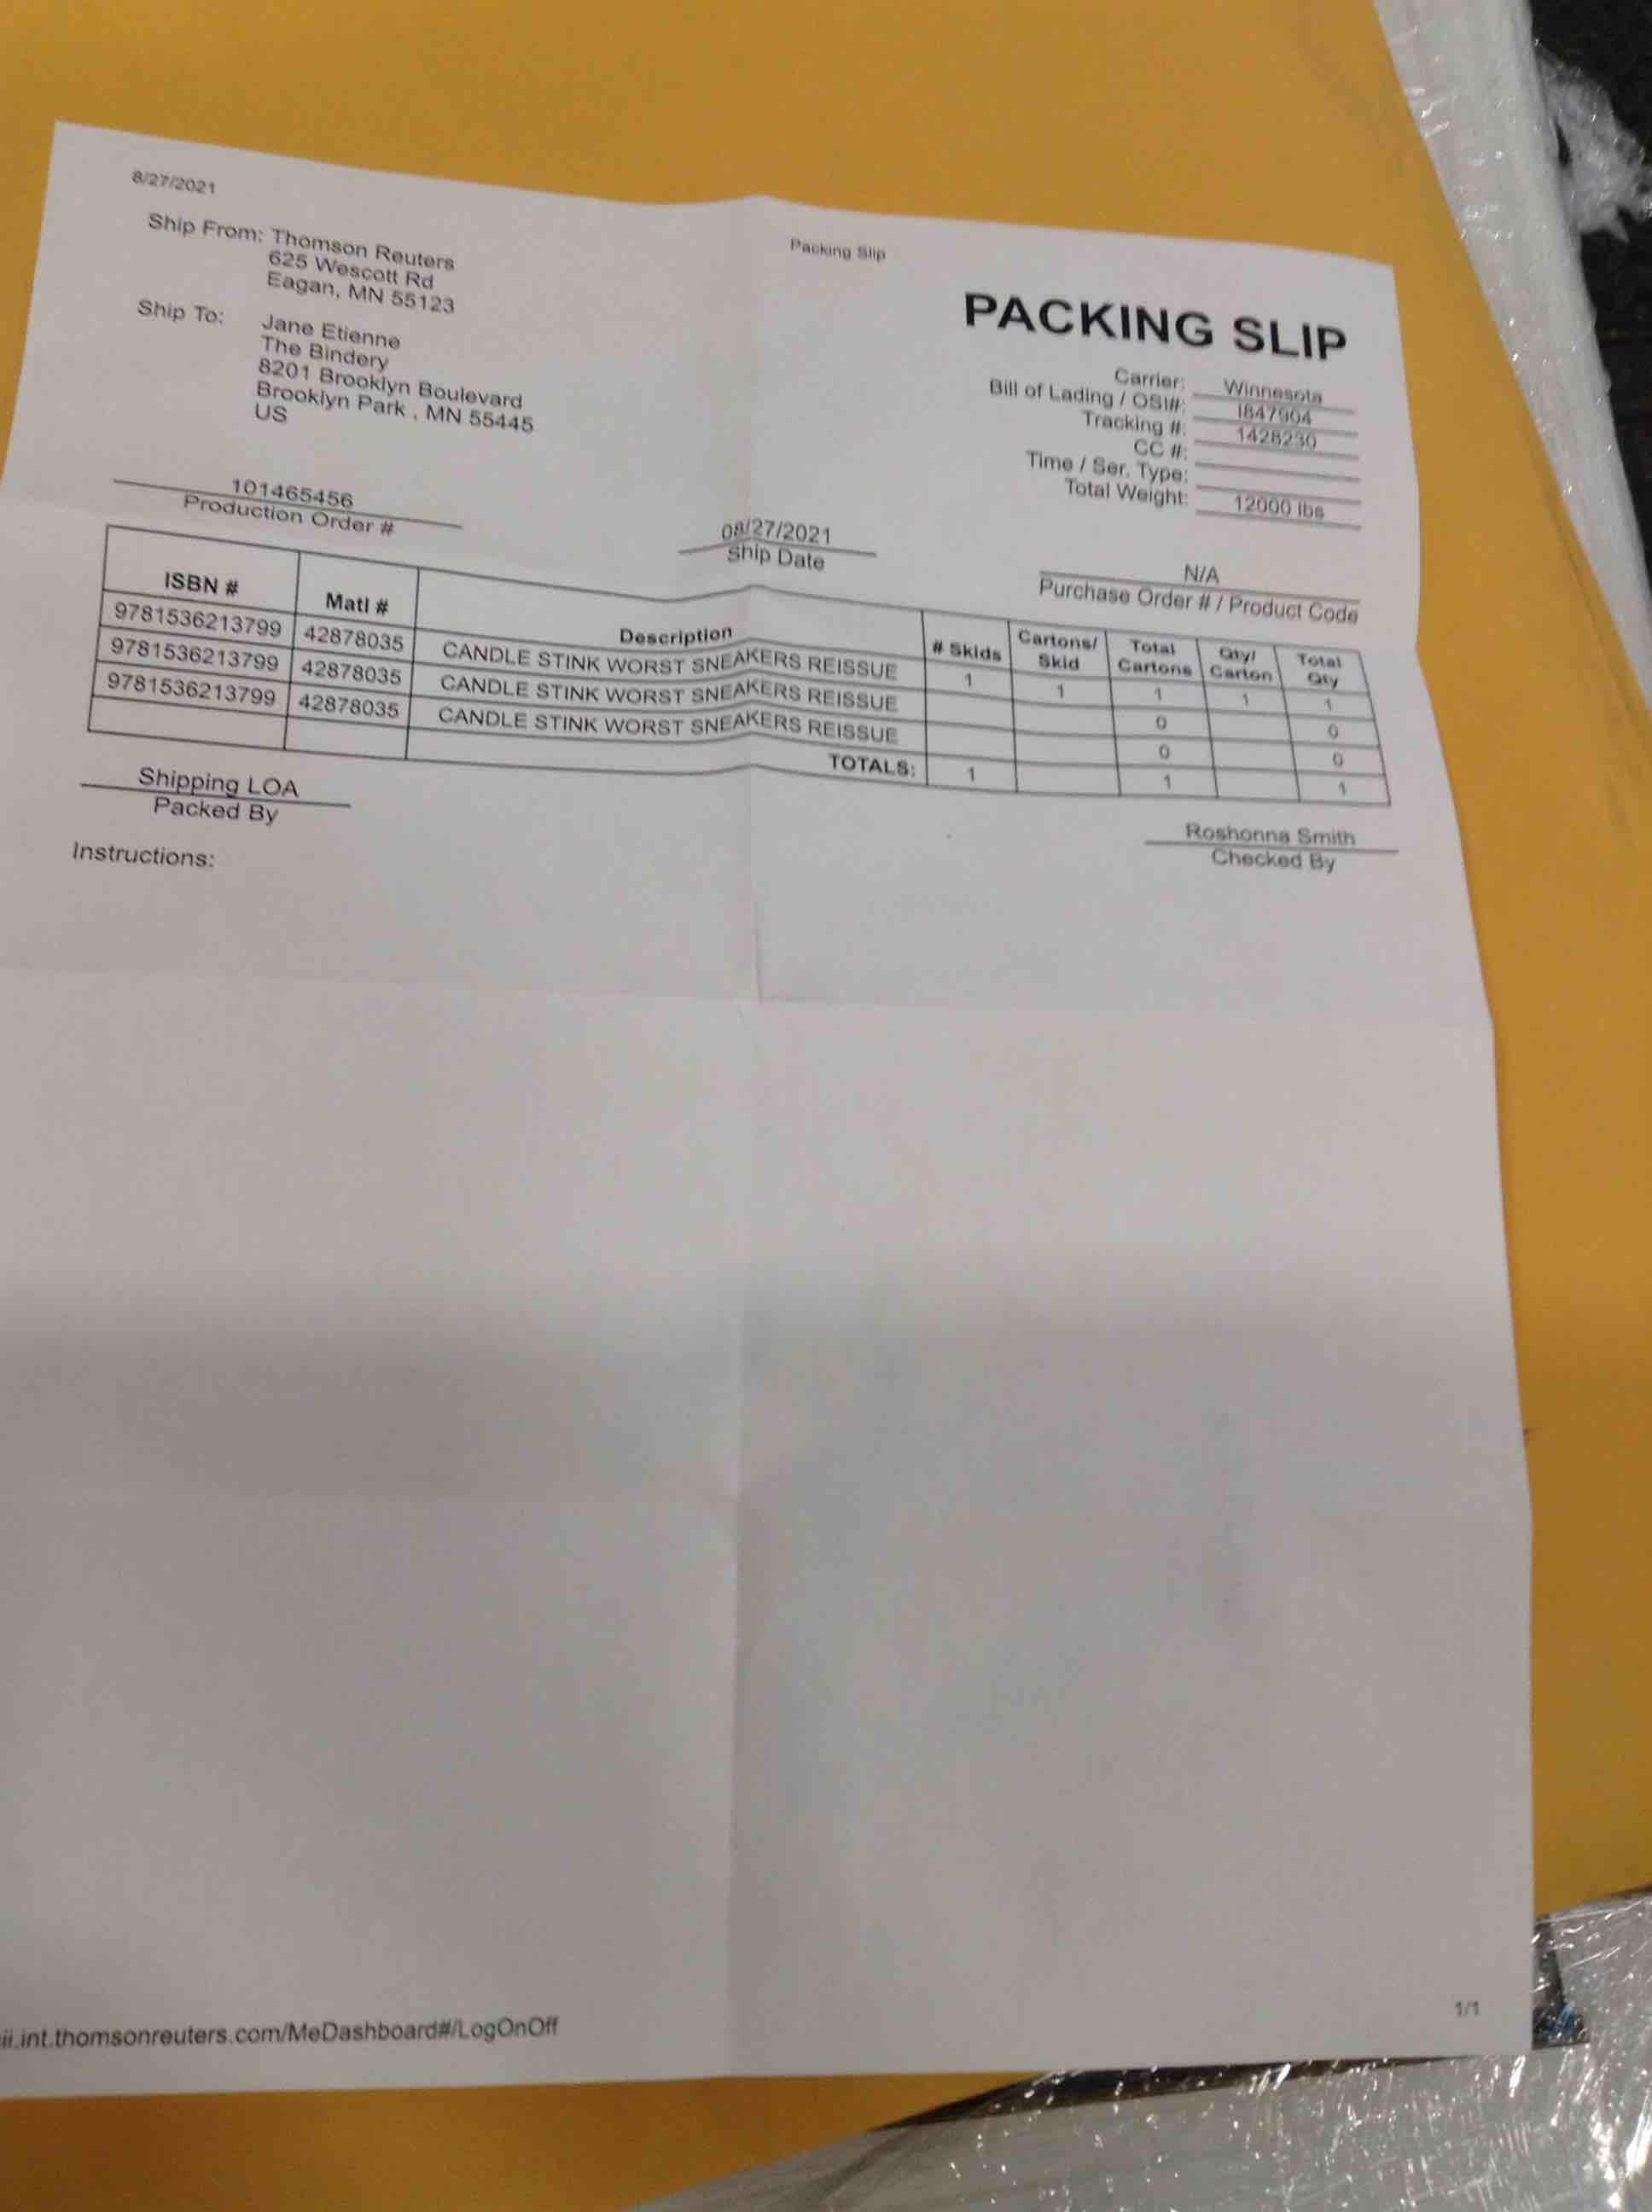 8/27/2021
Packing Slip
Ship From: Thomson Reuters
625 Wescott Rd
Eagan, MN 55123
Ship To: Jane Etienne
The Bindery
8201 Brooklyn Boulevard
Brooklyn Park , MN 55445
US
PACKING SLIP
Carrier: Winnesota
Bill of Lading / OSI#: I847904
Tracking #: 1428230
CC #:
Time / Ser. Type:
Total Weight: 12000 lbs
101465456
Production Order #
08/27/2021
Ship Date
N/A
Purchase Order # / Product Code
ISBN # Matl # Description # Skids Cartons/ Skid Total Cartons Qty/ Carton Total Qty
9781536213799 42878035 CANDLE STINK WORST SNEAKERS REISSUE 1 1 1 1 1
9781536213799 42878035 CANDLE STINK WORST SNEAKERS REISSUE 0 0
9781536213799 42878035 CANDLE STINK WORST SNEAKERS REISSUE 0 0
TOTALS: 1 1 1
Shipping LOA
Packed By
Roshonna Smith
Checked By
Instructions:
ii.int.thomsonreuters.com/MeDashboard#/LogOnOff
1/1